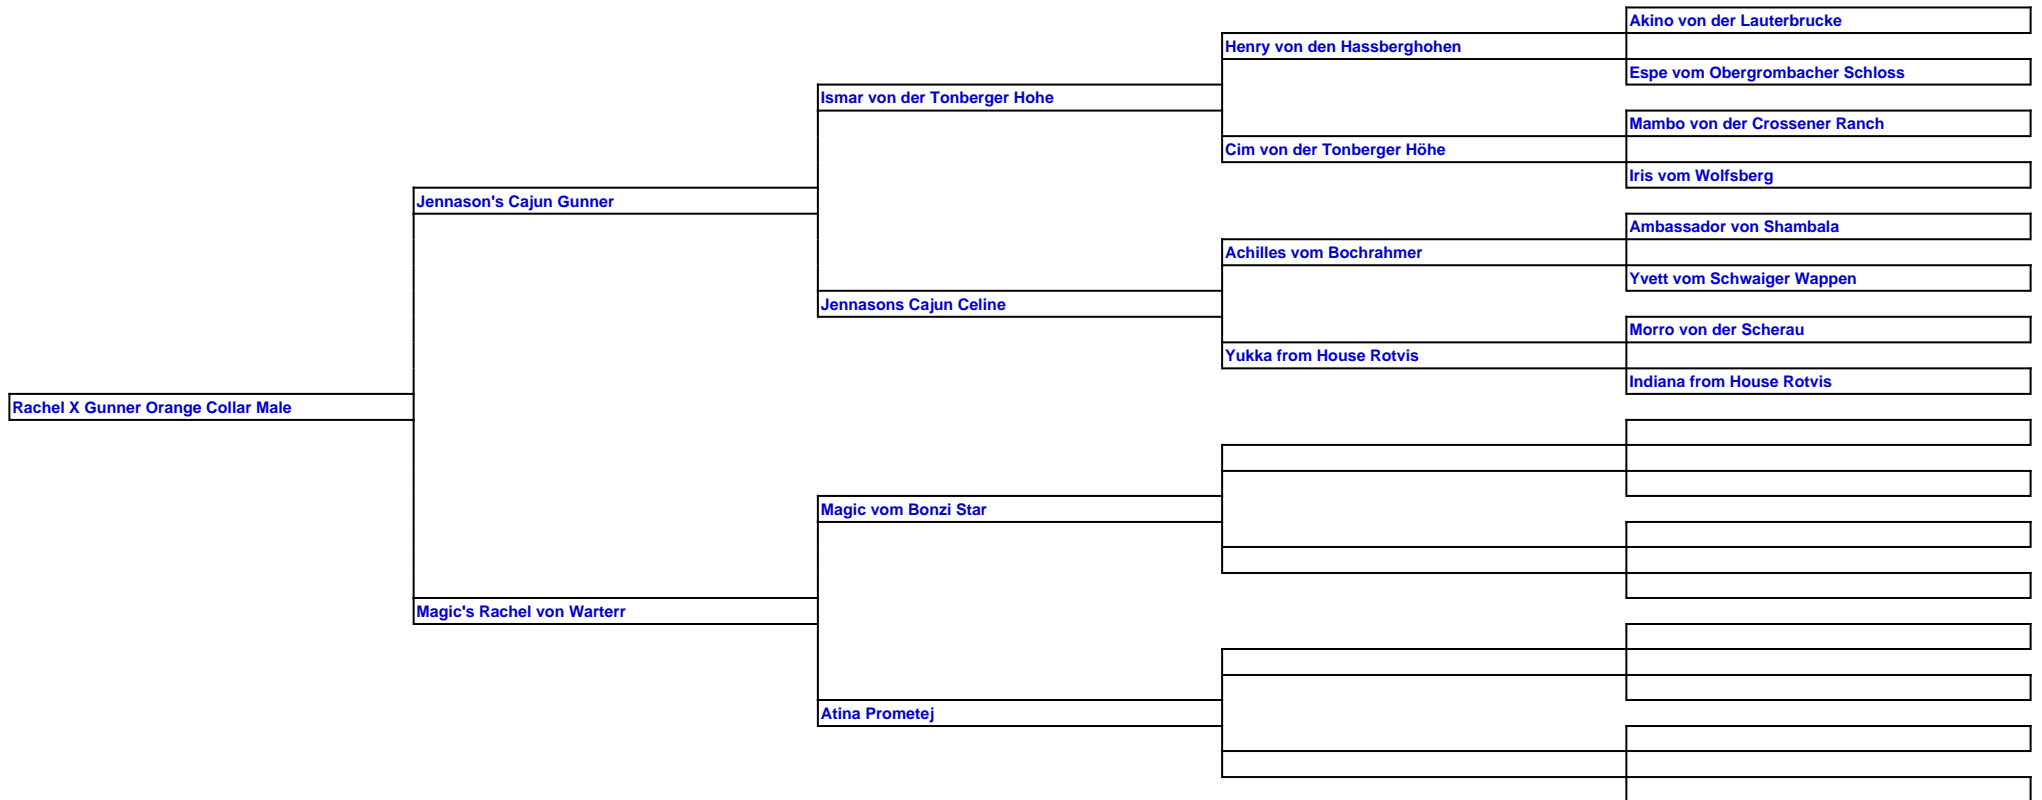 Akino von der Lauterbrucke
Henry von den Hassberghohen
Espe vom Obergrombacher Schloss
Ismar von der Tonberger Hohe
Mambo von der Crossener Ranch
Cim von der Tonberger Höhe
Iris vom Wolfsberg
Jennason's Cajun Gunner
Ambassador von Shambala
Achilles vom Bochrahmer
Yvett vom Schwaiger Wappen
Jennasons Cajun Celine
Morro von der Scherau
Yukka from House Rotvis
Indiana from House Rotvis
Rachel X Gunner Orange Collar Male
Magic vom Bonzi Star
Magic's Rachel von Warterr
Atina Prometej